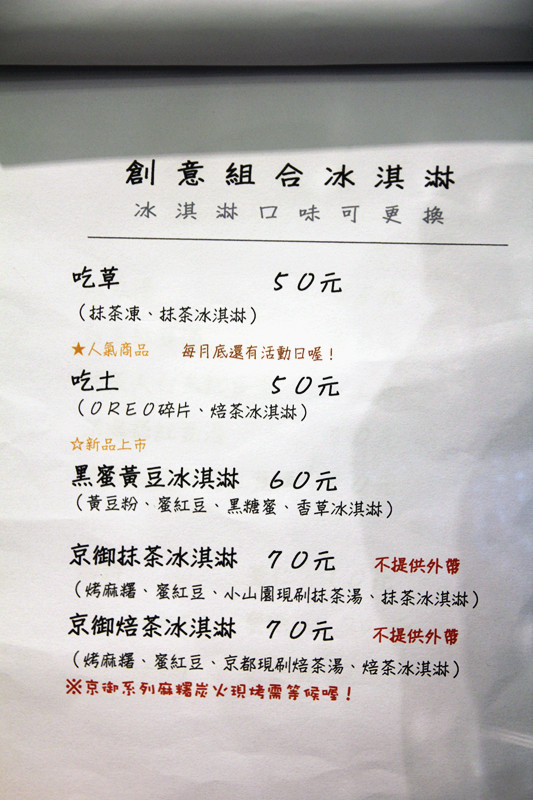 創意組合冰淇淋
冰淇淋口味可更換
吃草 50元
(抹茶凍、抹茶冰淇淋)
★人氣商品 每月底還有活動日喔!
吃土 50元
(OREO碎片、焙茶冰淇淋)
☆新品上市
黑蜜黃豆冰淇淋 60元
(黃豆粉、蜜紅豆、黑糖蜜、香草冰淇淋)
京御抹茶冰淇淋 70元 不提供外帶
(烤麻糬、蜜紅豆、小山園現刷抹茶湯、抹茶冰淇淋)
京御焙茶冰淇淋 70元 不提供外帶
(烤麻糬、蜜紅豆、京都現刷焙茶湯、焙茶冰淇淋)
※京御系列麻糬炭火現烤需等候喔!